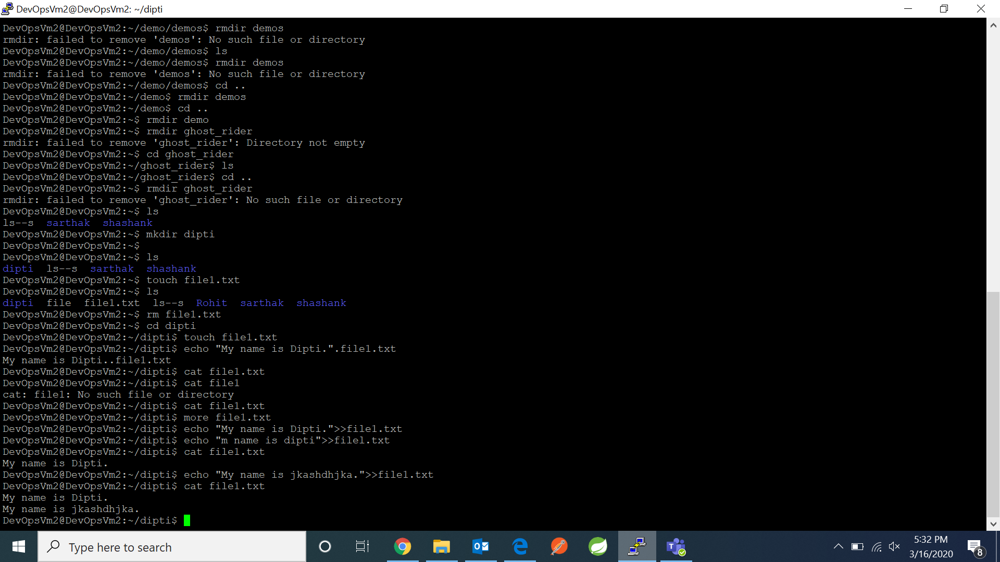 DevOpsVm2@DevOpsVm2: ~/dipti
DevOpsVm2@DevOpsVm2:~/demo/demos$ rmdir demos
rmdir: failed to remove 'demos': No such file or directory
DevOpsVm2@DevOpsVm2:~/demo/demos$ ls
DevOpsVm2@DevOpsVm2:~/demo/demos$ rmdir demos
rmdir: failed to remove 'demos': No such file or directory
DevOpsVm2@DevOpsVm2:~/demo/demos$ cd ..
DevOpsVm2@DevOpsVm2:~/demo$ rmdir demos
DevOpsVm2@DevOpsVm2:~/demo$ cd ..
DevOpsVm2@DevOpsVm2:~$ rmdir demo
DevOpsVm2@DevOpsVm2:~$ rmdir ghost_rider
rmdir: failed to remove 'ghost_rider': Directory not empty
DevOpsVm2@DevOpsVm2:~$ cd ghost_rider
DevOpsVm2@DevOpsVm2:~/ghost_rider$ ls
DevOpsVm2@DevOpsVm2:~/ghost_rider$ cd ..
DevOpsVm2@DevOpsVm2:~$ rmdir ghost_rider
rmdir: failed to remove 'ghost_rider': No such file or directory
DevOpsVm2@DevOpsVm2:~$ ls
ls--s  sarthak  shashank
DevOpsVm2@DevOpsVm2:~$ mkdir dipti
DevOpsVm2@DevOpsVm2:~$
DevOpsVm2@DevOpsVm2:~$ ls
dipti  ls--s  sarthak  shashank
DevOpsVm2@DevOpsVm2:~$ touch file1.txt
DevOpsVm2@DevOpsVm2:~$ ls
dipti  file  file1.txt  ls--s  Rohit  sarthak  shashank
DevOpsVm2@DevOpsVm2:~$ rm file1.txt
DevOpsVm2@DevOpsVm2:~$ cd dipti
DevOpsVm2@DevOpsVm2:~/dipti$ touch file1.txt
DevOpsVm2@DevOpsVm2:~/dipti$ echo "My name is Dipti.".file1.txt
My name is Dipti..file1.txt
DevOpsVm2@DevOpsVm2:~/dipti$ cat file1.txt
DevOpsVm2@DevOpsVm2:~/dipti$ cat file1
cat: file1: No such file or directory
DevOpsVm2@DevOpsVm2:~/dipti$ cat file1.txt
DevOpsVm2@DevOpsVm2:~/dipti$ more file1.txt
DevOpsVm2@DevOpsVm2:~/dipti$ echo "My name is Dipti.">>file1.txt
DevOpsVm2@DevOpsVm2:~/dipti$ echo "m name is dipti">>filel.txt
DevOpsVm2@DevOpsVm2:~/dipti$ cat file1.txt
My name is Dipti.
DevOpsVm2@DevOpsVm2:~/dipti$ echo "My name is jkashdhjka.">>file1.txt
DevOpsVm2@DevOpsVm2:~/dipti$ cat file1.txt
My name is Dipti.
My name is jkashdhjka.
DevOpsVm2@DevOpsVm2:~/dipti$
Type here to search
5:32 PM
3/16/2020
8